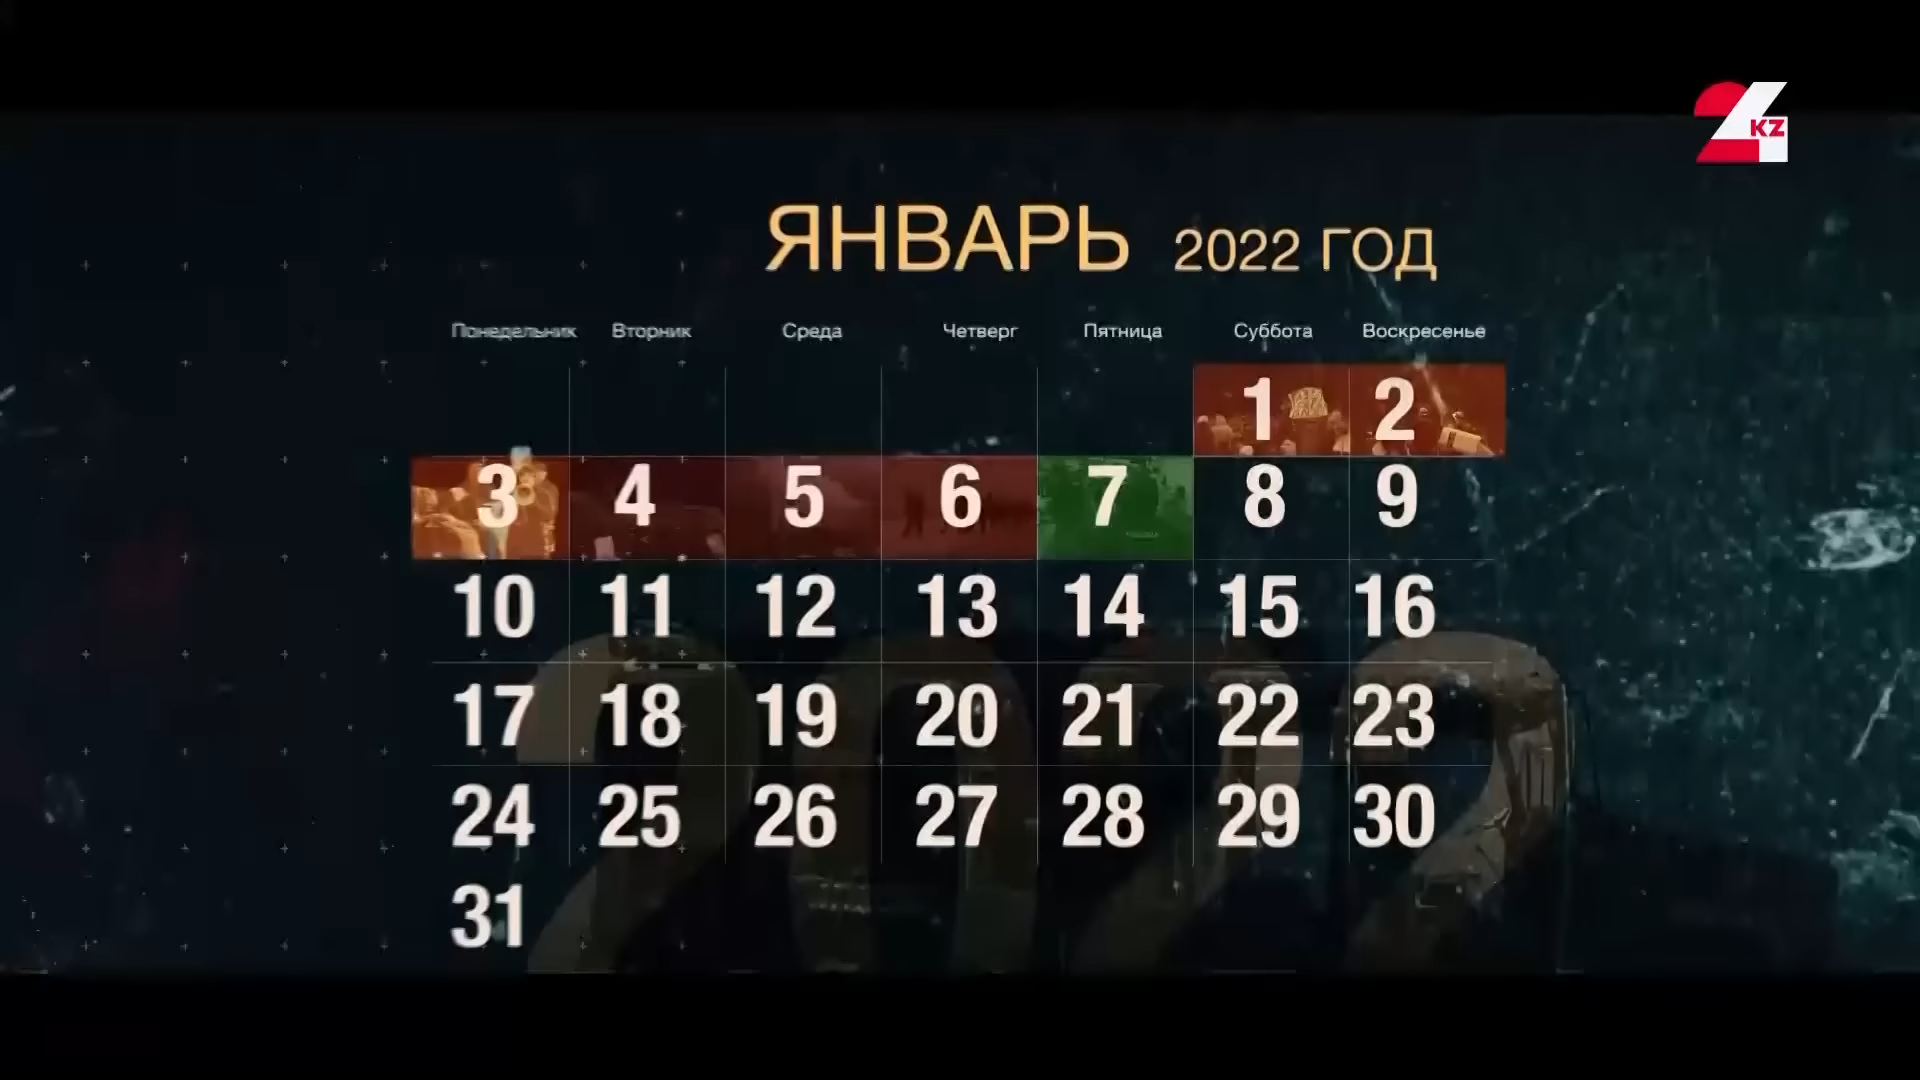 24
KZ
ЯНВАРЬ 2022 ГОД
Понедельник Вторник Среда Четверг Пятница Суббота Воскресенье
1 2
3 4 5 6 7 8 9
10 11 12 13 14 15 16
17 18 19 20 21 22 23
24 25 26 27 28 29 30
31
2022